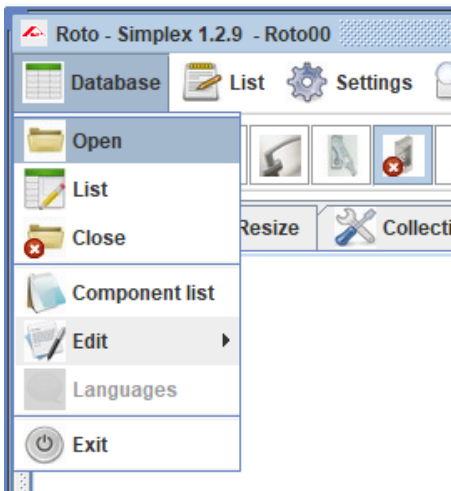 Roto - Simplex 1.2.9 - Roto00
Database List Settings
Open
List
Close
Resize Collecti
Component list
Edit
Languages
Exit